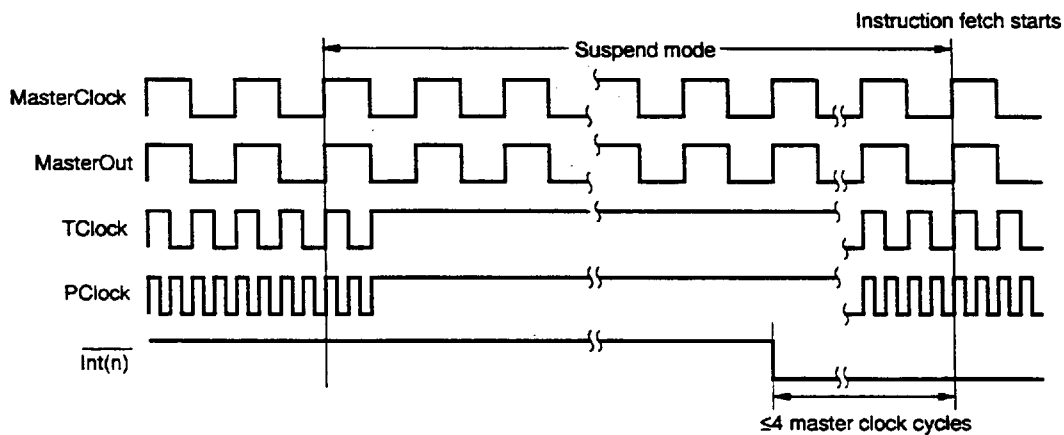 Instruction fetch starts
Suspend mode
MasterClock
MasterOut
TClock
PClock
Int(n)
≤4 master clock cycles